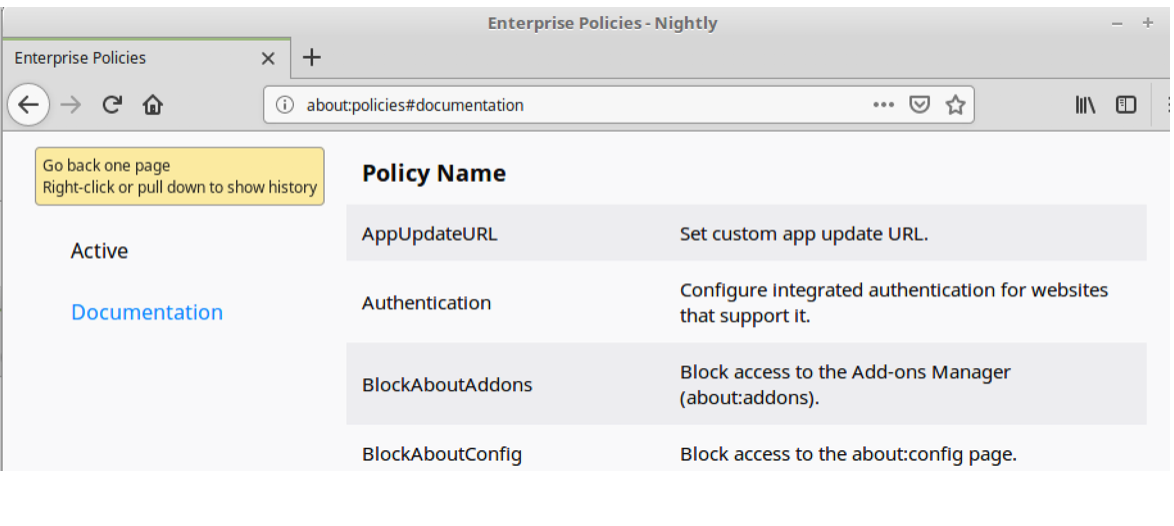 Enterprise Policies - Nightly
Enterprise Policies
about:policies#documentation
Go back one page
Right-click or pull down to show history
Active
Documentation
Policy Name
AppUpdateURL
Set custom app update URL.
Authentication
Configure integrated authentication for websites
that support it.
BlockAboutAddons
Block access to the Add-ons Manager
(about:addons).
BlockAboutConfig
Block access to the about:config page.